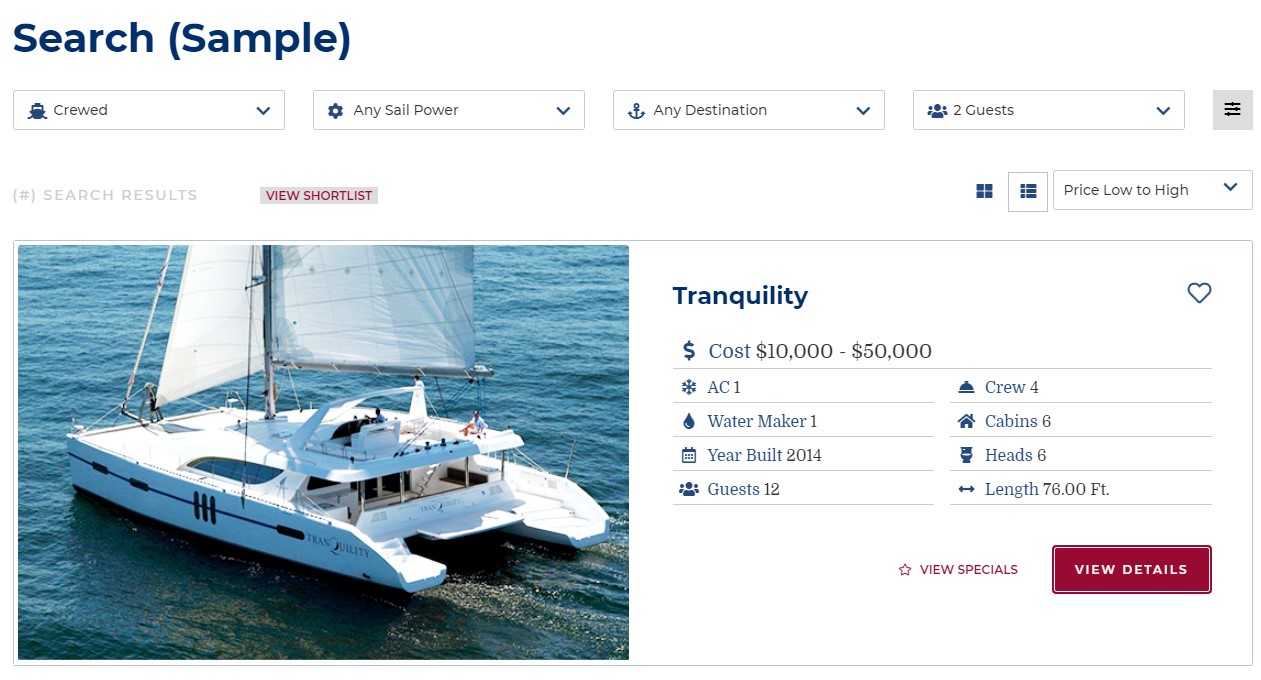 Search (Sample)
Crewed
Any Sail Power
Any Destination
2 Guests
(#) SEARCH RESULTS
VIEW SHORTLIST
Price Low to High
Tranquility
Cost $10,000 - $50,000
AC 1
Crew 4
Water Maker 1
Cabins 6
Year Built 2014
Heads 6
Guests 12
Length 76.00 Ft.
TRANQUILITY
TRANQUILITY
VIEW SPECIALS
VIEW DETAILS